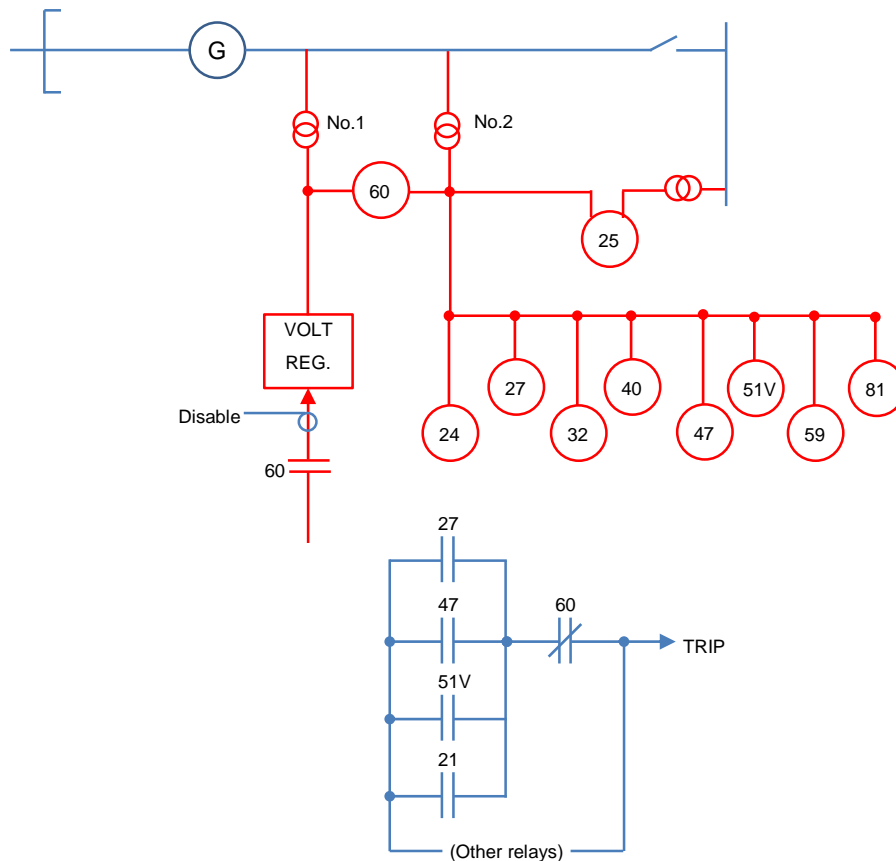 G
No.1
No.2
60
25
VOLT
REG.
27
40
51V
81
24
32
47
59
Disable
60
27
47
60
TRIP
51V
21
(Other relays)